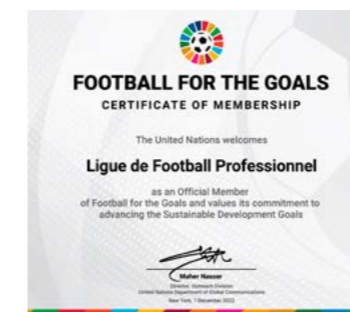 FOOTBALL FOR THE GOALS
CERTIFICATE OF MEMBERSHIP
The United Nations welcomes
Ligue de Football Professionnel
as an Official Member
of Football for the Goals and values its commitment to
advancing the Sustainable Development Goals
Maher Nasser
Director, Outreach Division
United Nations Department of Global Communications
New York, 1 December 2022